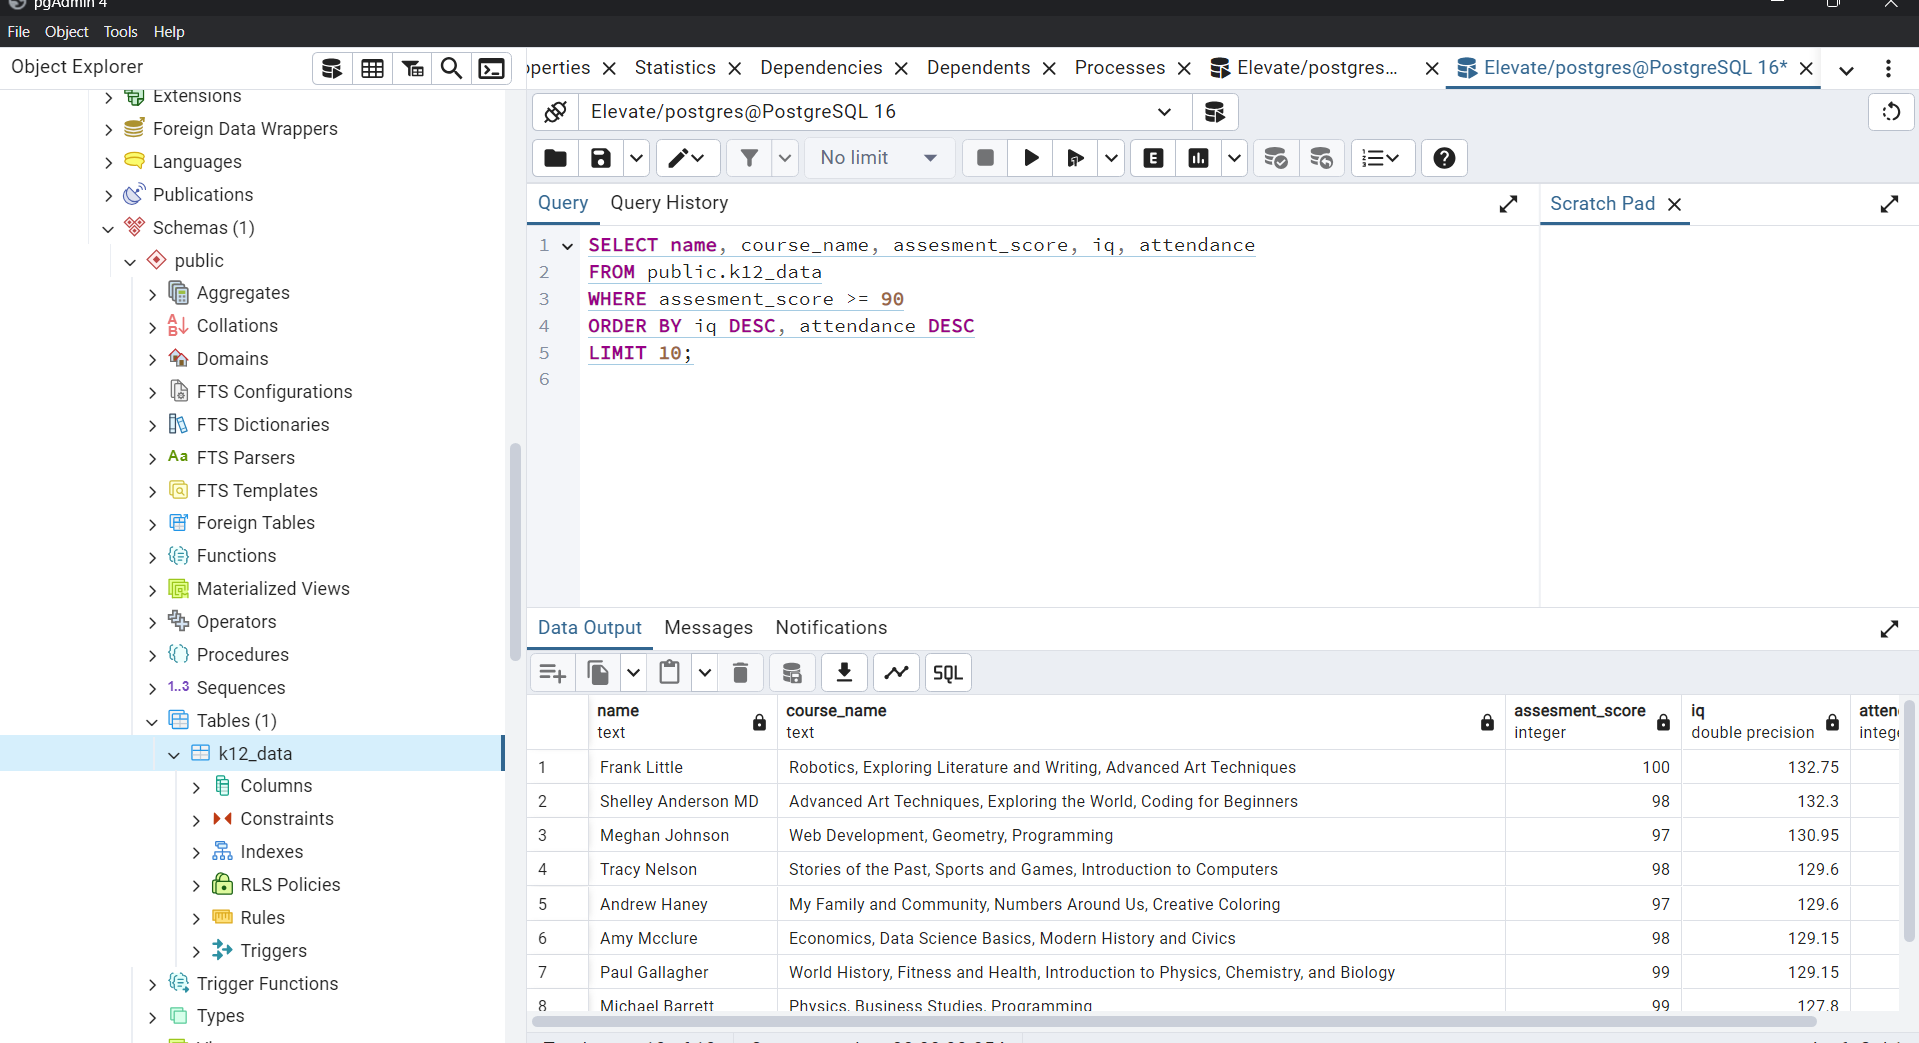 pgAdmin 4
File Object Tools Help
Object Explorer
operties Statistics Dependencies Dependents Processes Elevate/postgres... Elevate/postgres@PostgreSQL 16*
Extensions
Foreign Data Wrappers
Languages
Publications
Schemas (1)
public
Aggregates
Collations
Domains
FTS Configurations
FTS Dictionaries
Aa FTS Parsers
FTS Templates
Foreign Tables
Functions
Materialized Views
Operators
Procedures
1..3 Sequences
Tables (1)
k12_data
Columns
Constraints
Indexes
RLS Policies
Rules
Triggers
Trigger Functions
Types
Elevate/postgres@PostgreSQL 16
No limit E
Query Query History Scratch Pad
1 SELECT name, course_name, assesment_score, iq, attendance
2 FROM public.k12_data
3 WHERE assesment_score >= 90
4 ORDER BY iq DESC, attendance DESC
5 LIMIT 10;
6
Data Output Messages Notifications
SQL
name course_name assesment_score iq atten
text text integer double precision intege
1 Frank Little Robotics, Exploring Literature and Writing, Advanced Art Techniques 100 132.75
2 Shelley Anderson MD Advanced Art Techniques, Exploring the World, Coding for Beginners 98 132.3
3 Meghan Johnson Web Development, Geometry, Programming 97 130.95
4 Tracy Nelson Stories of the Past, Sports and Games, Introduction to Computers 98 129.6
5 Andrew Haney My Family and Community, Numbers Around Us, Creative Coloring 97 129.6
6 Amy Mcclure Economics, Data Science Basics, Modern History and Civics 98 129.15
7 Paul Gallagher World History, Fitness and Health, Introduction to Physics, Chemistry, and Biology 99 129.15
8 Michael Barrett Physics, Business Studies, Programming 99 127.8